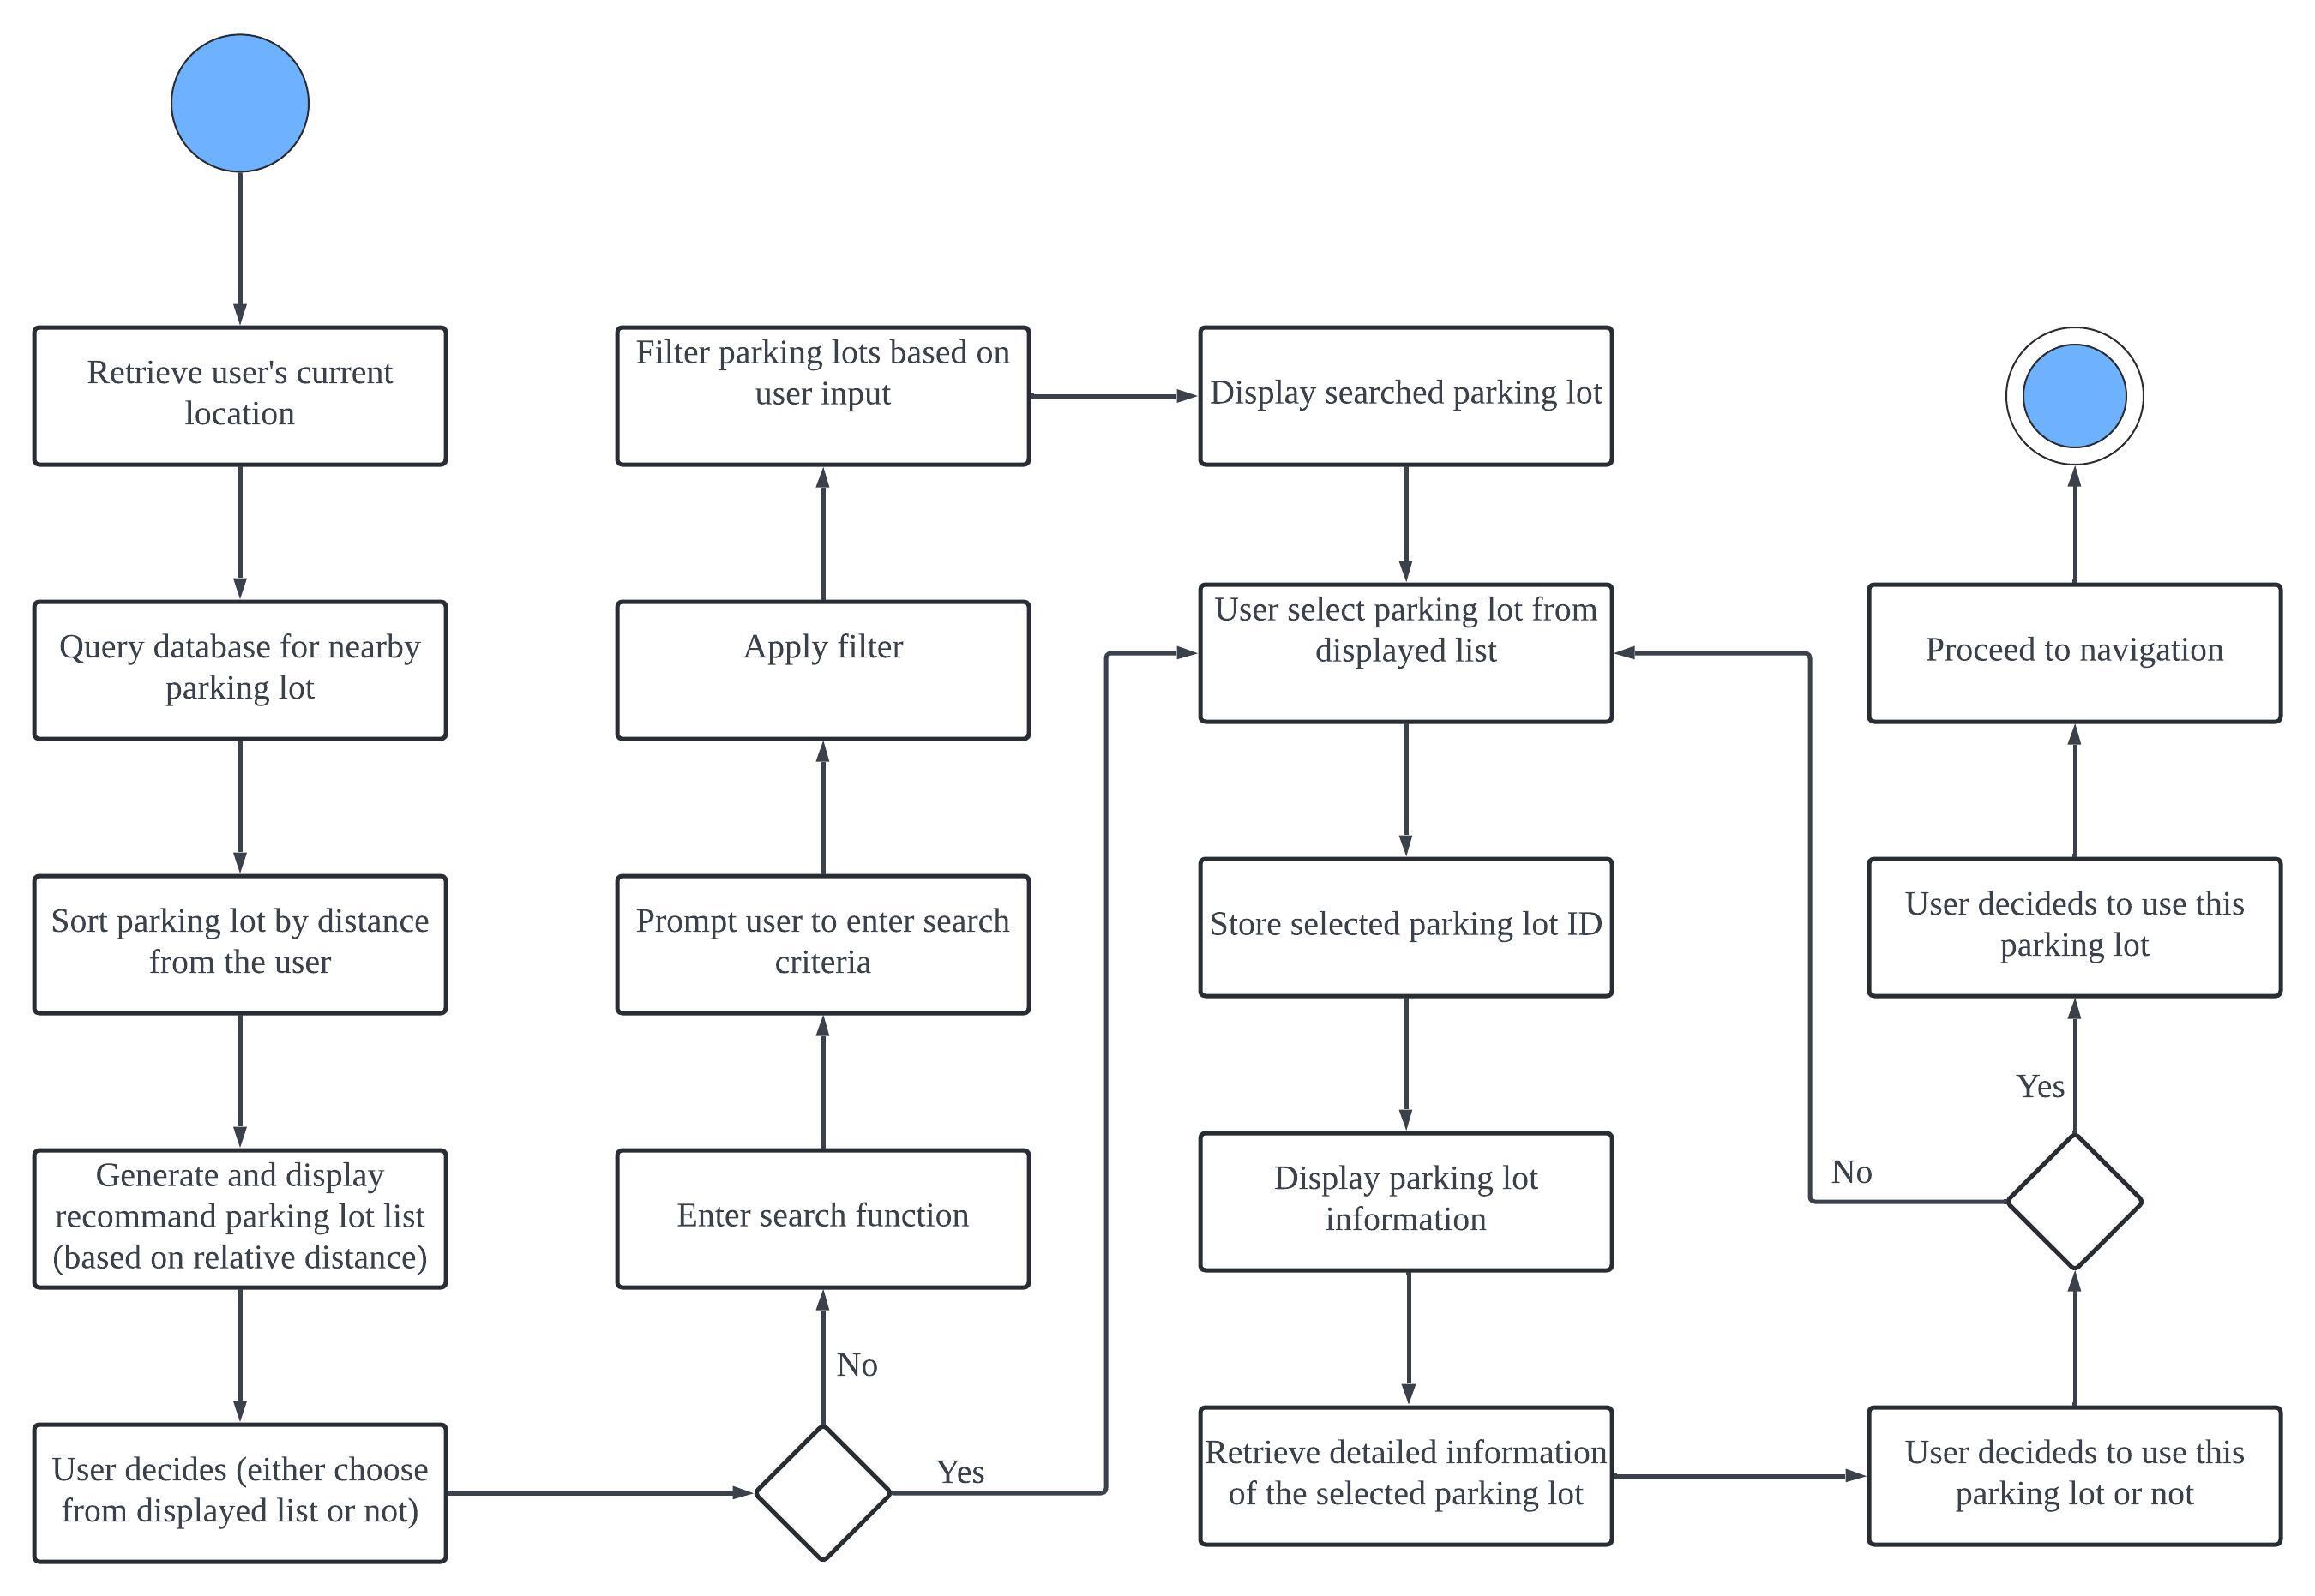 Retrieve user's current
location
Query database for nearby
parking lot
Sort parking lot by distance
from the user
Generate and display
recommand parking lot list
(based on relative distance)
User decides (either choose
from displayed list or not)
Yes
No
Enter search function
Prompt user to enter search
criteria
Apply filter
Filter parking lots based on
user input
Display searched parking lot
User select parking lot from
displayed list
Store selected parking lot ID
Display parking lot
information
Retrieve detailed information
of the selected parking lot
User decideds to use this
parking lot or not
No
Yes
User decideds to use this
parking lot
Proceed to navigation